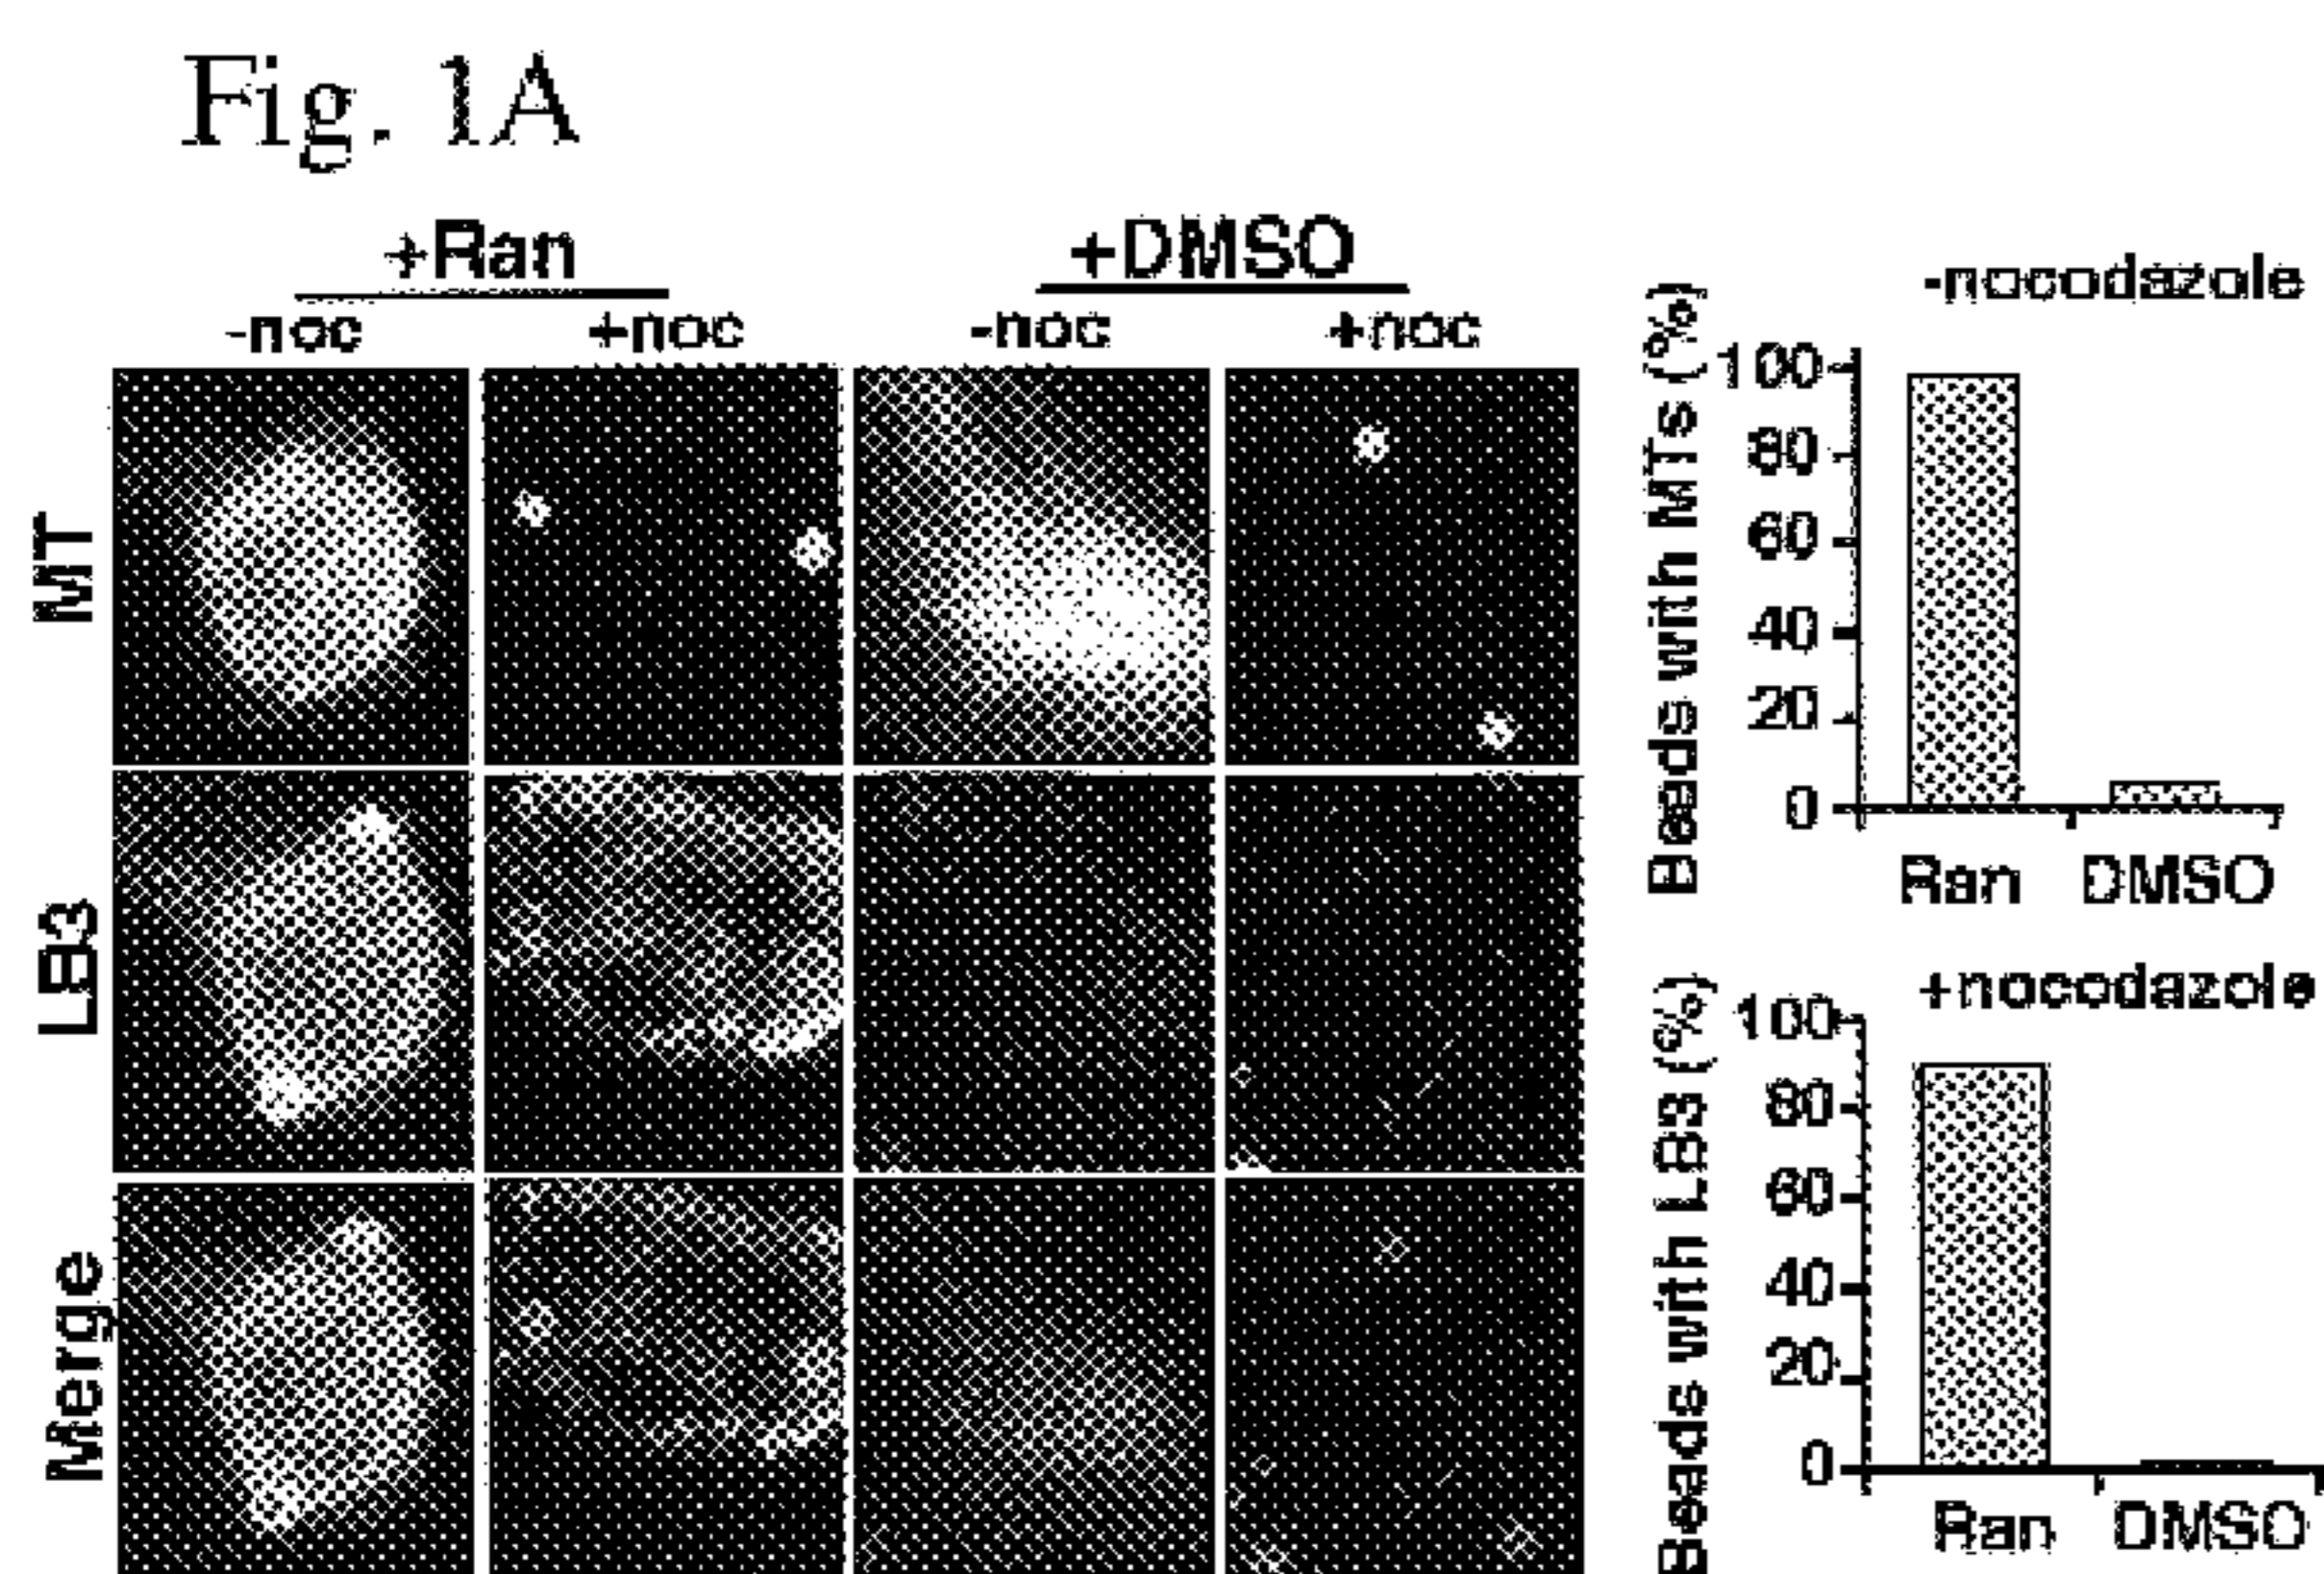 Fig. 1A
+Ran
+DMSO
-noc
+noc
-noc
+noc
MT
LB3
Merge
-nocodazole
Beads with MTs (%)
100
80
60
40
20
0
Ran
DMSO
+nocodazole
Beads with LB3 (%)
100
80
60
40
20
0
Ran
DMSO